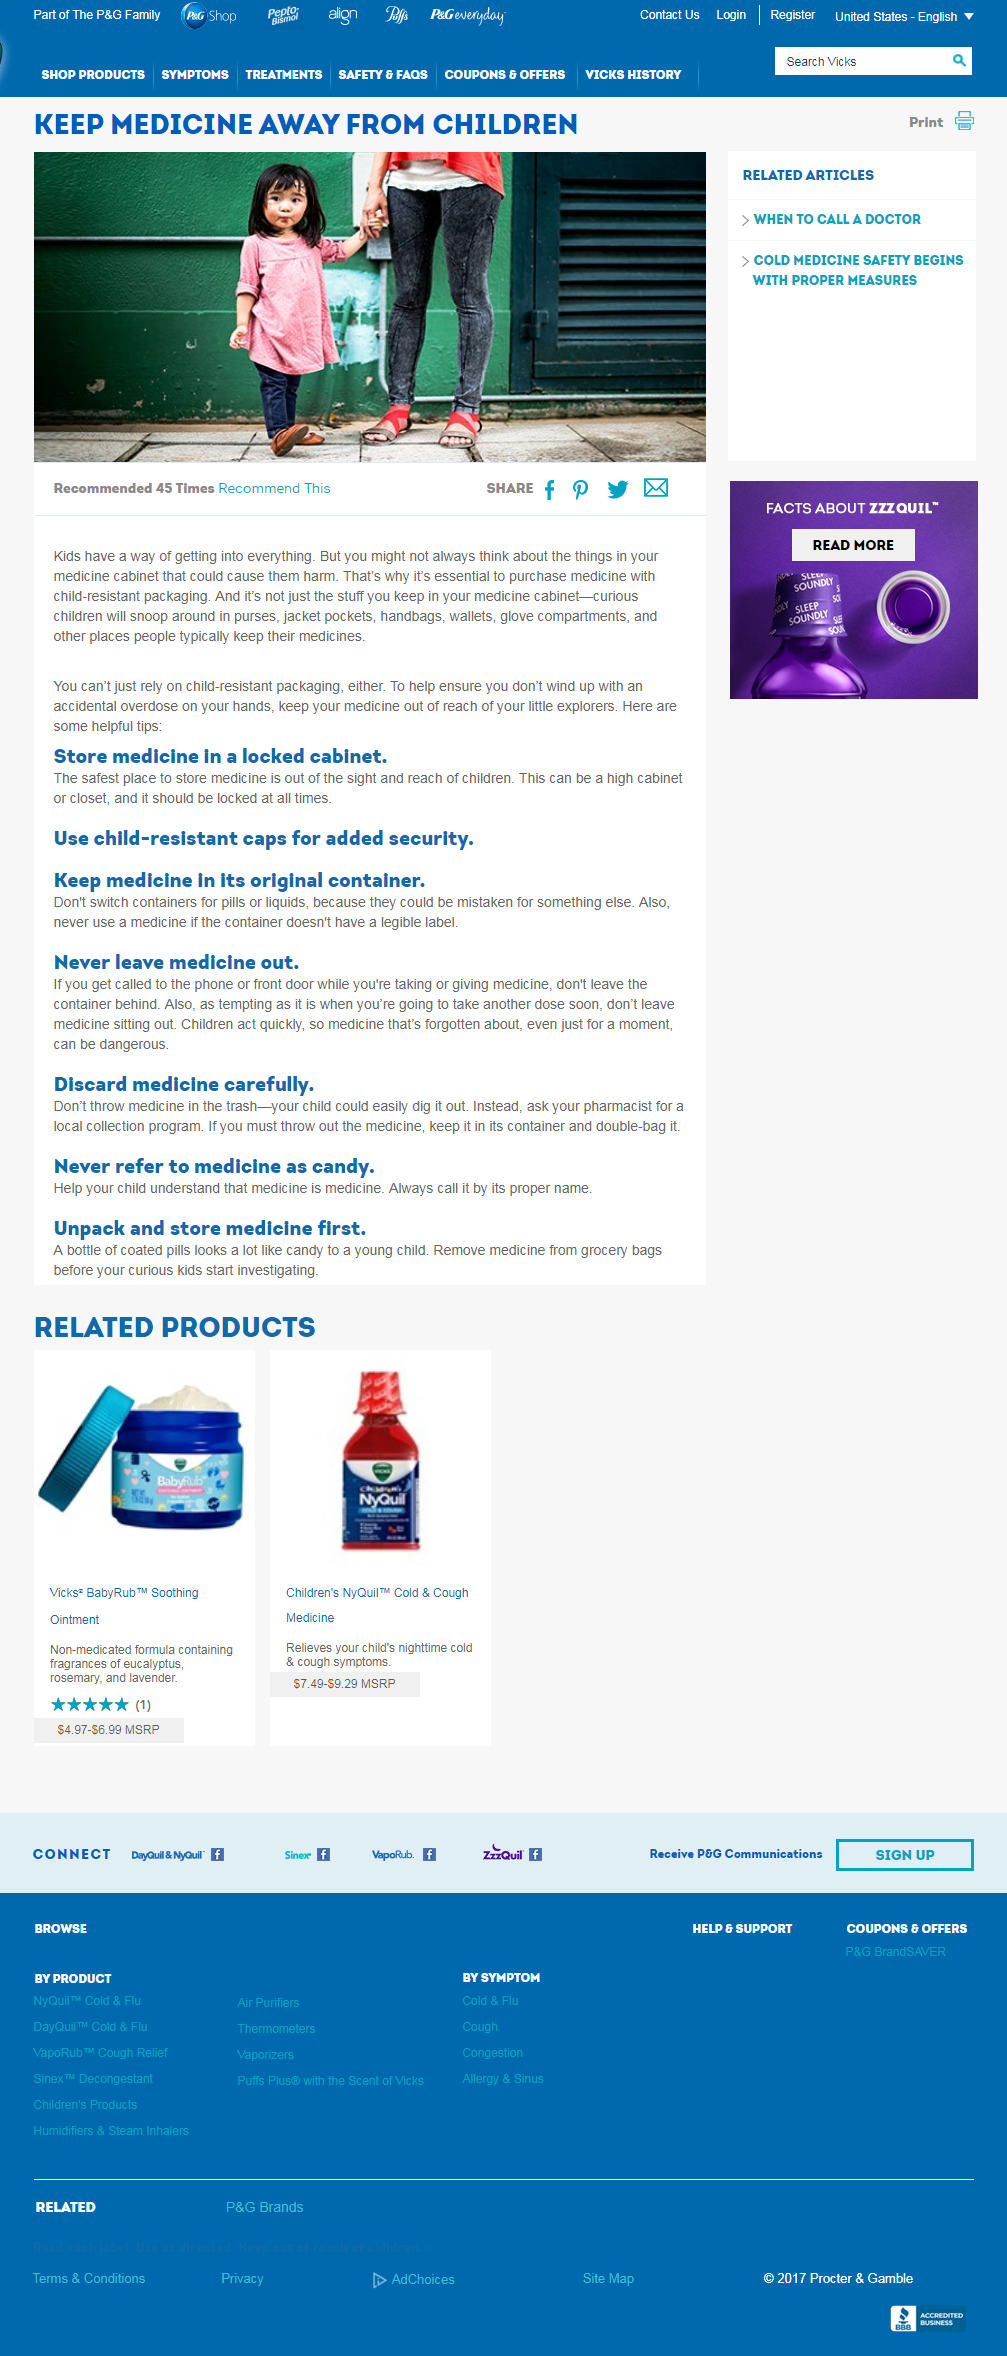 Part of The P&G Family
P&G Shop
Pepto Bismol
align
Puffs
P&G everyday
Contact Us
Login
Register
United States - English
SHOP PRODUCTS
SYMPTOMS
TREATMENTS
SAFETY & FAQS
COUPONS & OFFERS
VICKS HISTORY
Search Vicks
KEEP MEDICINE AWAY FROM CHILDREN
Print
RELATED ARTICLES
WHEN TO CALL A DOCTOR
COLD MEDICINE SAFETY BEGINS
WITH PROPER MEASURES
Recommended 45 Times Recommend This
SHARE
FACTS ABOUT ZZZQUIL™
READ MORE
SLEEP
SOUNDLY
SLEEP
SOUNDLY
Kids have a way of getting into everything. But you might not always think about the things in your
medicine cabinet that could cause them harm. That’s why it’s essential to purchase medicine with
child-resistant packaging. And it’s not just the stuff you keep in your medicine cabinet—curious
children will snoop around in purses, jacket pockets, handbags, wallets, glove compartments, and
other places people typically keep their medicines.
You can’t just rely on child-resistant packaging, either. To help ensure you don’t wind up with an
accidental overdose on your hands, keep your medicine out of reach of your little explorers. Here are
some helpful tips:
Store medicine in a locked cabinet.
The safest place to store medicine is out of the sight and reach of children. This can be a high cabinet
or closet, and it should be locked at all times.
Use child-resistant caps for added security.
Keep medicine in its original container.
Don't switch containers for pills or liquids, because they could be mistaken for something else. Also,
never use a medicine if the container doesn't have a legible label.
Never leave medicine out.
If you get called to the phone or front door while you're taking or giving medicine, don't leave the
container behind. Also, as tempting as it is when you’re going to take another dose soon, don’t leave
medicine sitting out. Children act quickly, so medicine that’s forgotten about, even just for a moment,
can be dangerous.
Discard medicine carefully.
Don’t throw medicine in the trash—your child could easily dig it out. Instead, ask your pharmacist for a
local collection program. If you must throw out the medicine, keep it in its container and double-bag it.
Never refer to medicine as candy.
Help your child understand that medicine is medicine. Always call it by its proper name.
Unpack and store medicine first.
A bottle of coated pills looks a lot like candy to a young child. Remove medicine from grocery bags
before your curious kids start investigating.
RELATED PRODUCTS
VICKS
BabyRub
VICKS
Children's
NyQuil
COLD & COUGH
Vicks® BabyRub™ Soothing
Ointment
Non-medicated formula containing
fragrances of eucalyptus,
rosemary, and lavender.
(1)
$4.97-$6.99 MSRP
Children's NyQuil™ Cold & Cough
Medicine
Relieves your child's nighttime cold
& cough symptoms.
$7.49-$9.29 MSRP
CONNECT
DayQuil & NyQuil
Sinex
VapoRub
ZzzQuil
Receive P&G Communications
SIGN UP
BROWSE
HELP & SUPPORT
COUPONS & OFFERS
P&G BrandSAVER
BY PRODUCT
NyQuil™ Cold & Flu
DayQuil™ Cold & Flu
VapoRub™ Cough Relief
Sinex™ Decongestant
Children's Products
Humidifiers & Steam Inhalers
Air Purifiers
Thermometers
Vaporizers
Puffs Plus® with the Scent of Vicks
BY SYMPTOM
Cold & Flu
Cough
Congestion
Allergy & Sinus
RELATED
P&G Brands
Read each label. Use as directed. Keep out of reach of children.
Terms & Conditions
Privacy
AdChoices
Site Map
© 2017 Procter & Gamble
BBB
ACCREDITED
BUSINESS